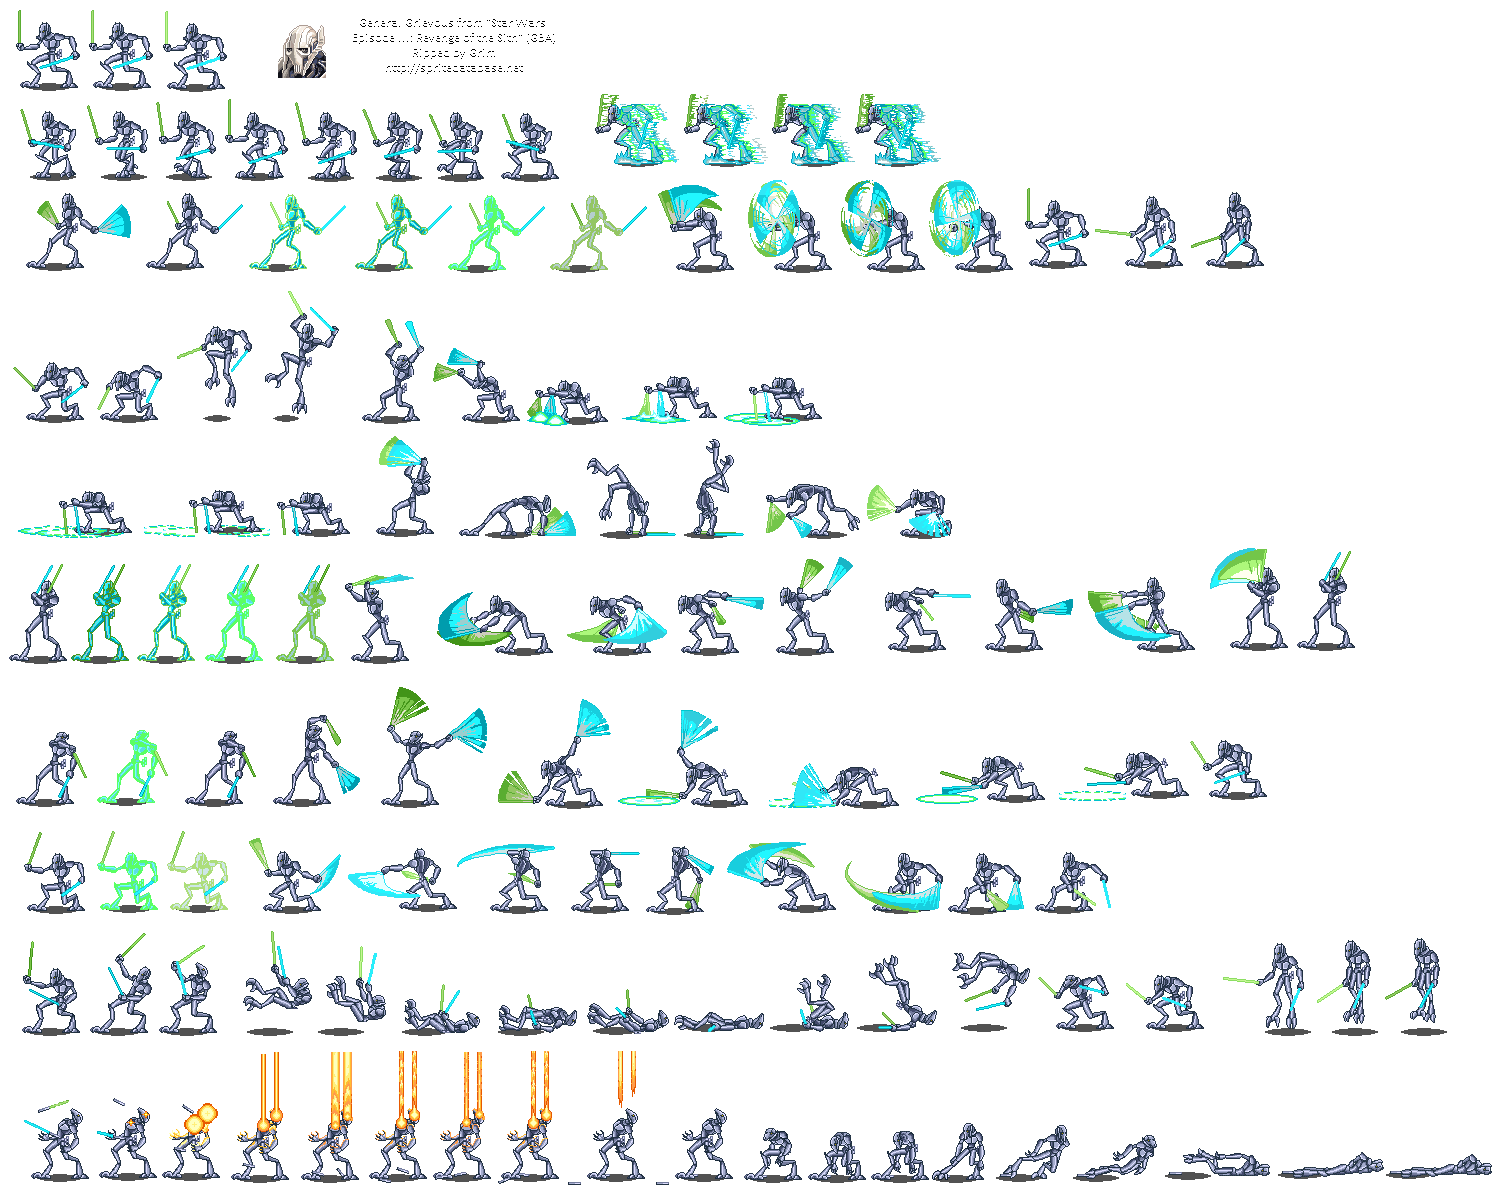 General Grievous from "Star Wars
Episode III: Revenge of the Sith" (GBA)
Ripped by Grim
http://spritedatabase.net